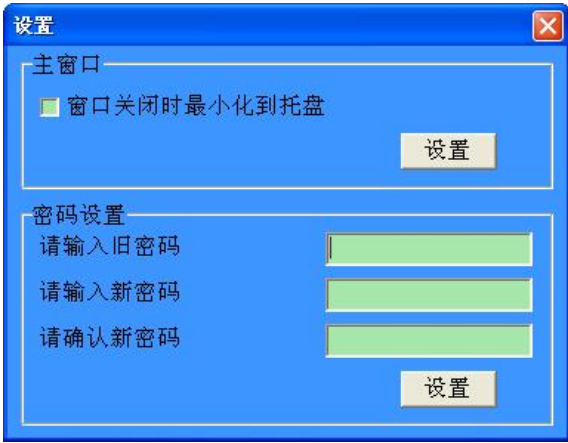 设置
主窗口
窗口关闭时最小化到托盘
设置
密码设置
请输入旧密码
请输入新密码
请确认新密码
设置